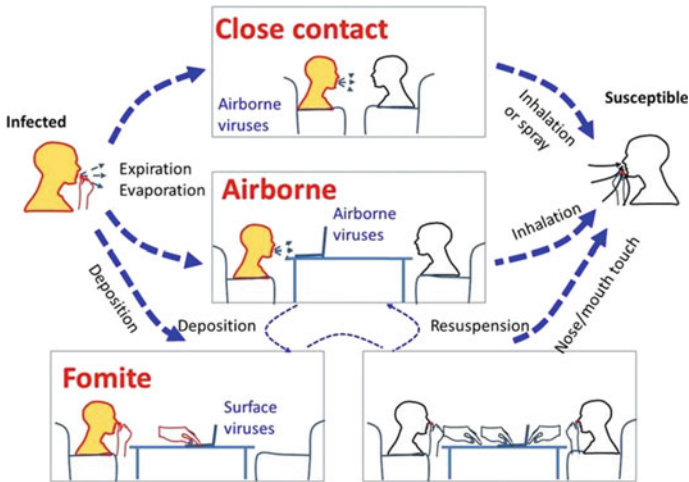 Close contact
Airborne viruses
Infected
Expiration
Evaporation
Inhalation
or spray
Susceptible
Airborne
Airborne
viruses
Inhalation
Deposition
Deposition
Resuspension
Nose/mouth touch
Fomite
Surface
viruses